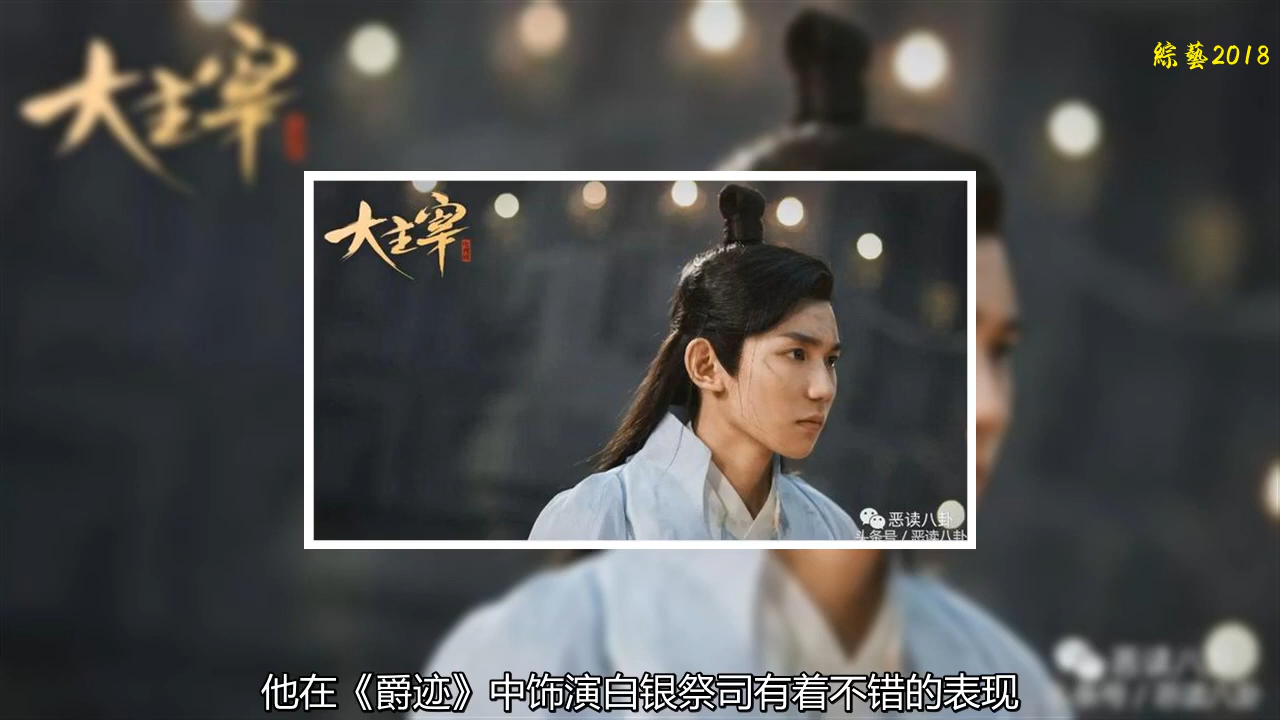 大主宰
綜藝2018
大主宰
恶读八卦
头条号 / 恶读八卦
他在《爵迹》中饰演白银祭司有着不错的表现